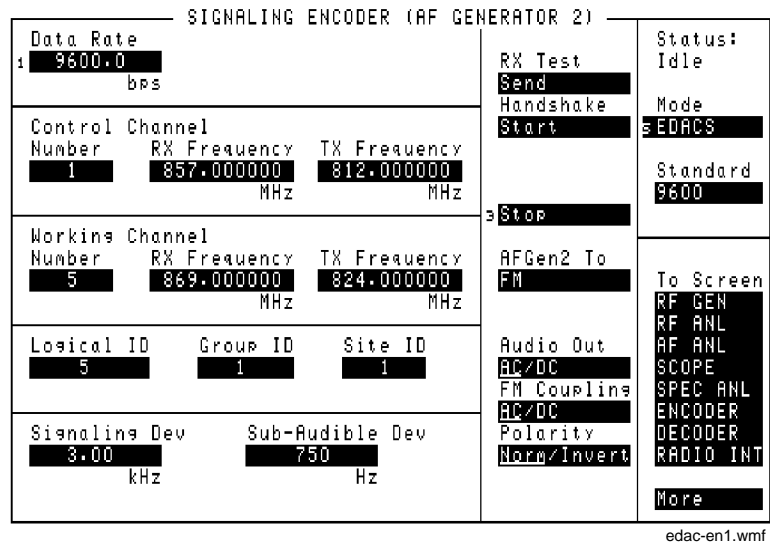 SIGNALING ENCODER (AF GENERATOR 2)
Data Rate
1 9600.0
bps
Control Channel
Number RX Frequency TX Frequency
1 857.000000 812.000000
MHz MHz
Working Channel
Number RX Frequency TX Frequency
5 869.000000 824.000000
MHz MHz
Logical ID Group ID Site ID
5 1 1
Signaling Dev Sub-Audible Dev
3.00 750
kHz Hz
RX Test
Send
Handshake
Start
3 Stop
AFGen2 To
FM
Audio Out
AC/DC
FM Coupling
AC/DC
Polarity
Norm/Invert
Status:
Idle
Mode
5 EDACS
Standard
9600
To Screen
RF GEN
RF ANL
AF ANL
SCOPE
SPEC ANL
ENCODER
DECODER
RADIO INT
More
edac-en1.wmf